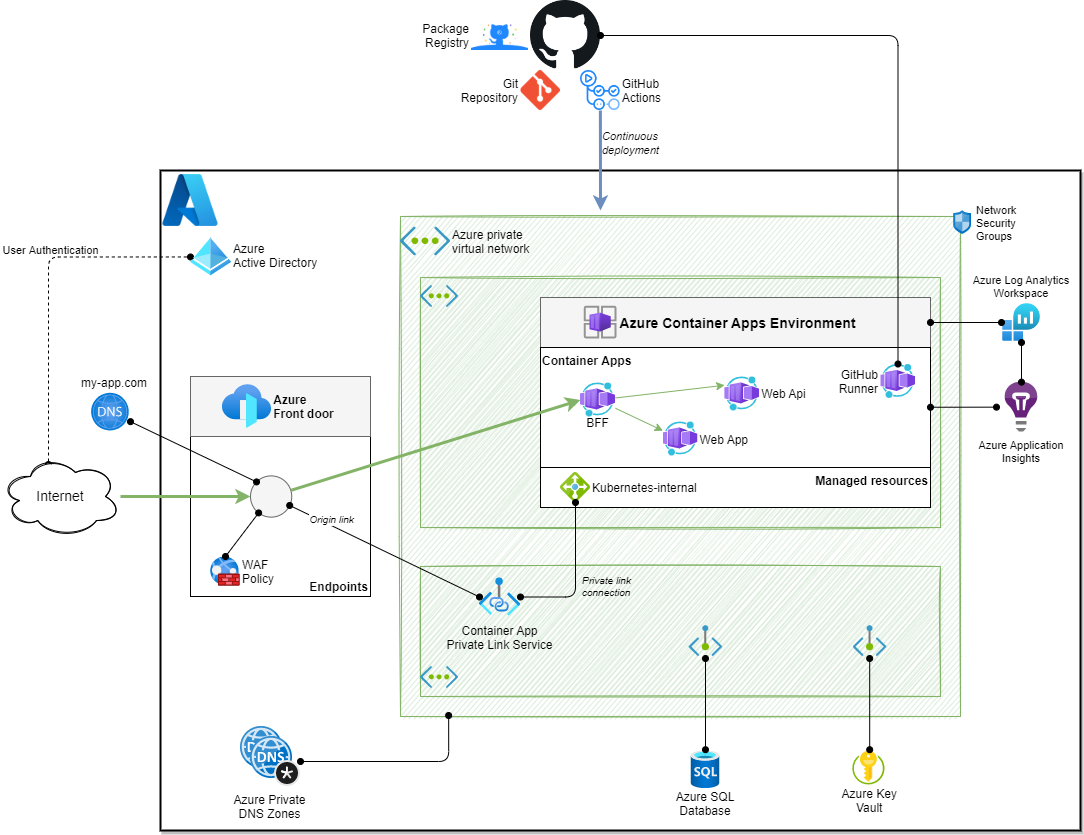 Package
Registry
Git
Repository
GitHub
Actions
Continuous
deployment
Network
Security
Groups
Azure private
virtual network
User Authentication
Azure
Active Directory
Azure Log Analytics
Workspace
Azure Container Apps Environment
Container Apps
GitHub
Runner
Web Api
BFF
Web App
my-app.com
DNS
Azure
Front door
Azure Application
Insights
Managed resources
Kubernetes-internal
Internet
Origin link
WAF
Policy
Endpoints
Private link
connection
Container App
Private Link Service
DNS
SQL
Azure Private
DNS Zones
Azure SQL
Database
Azure Key
Vault